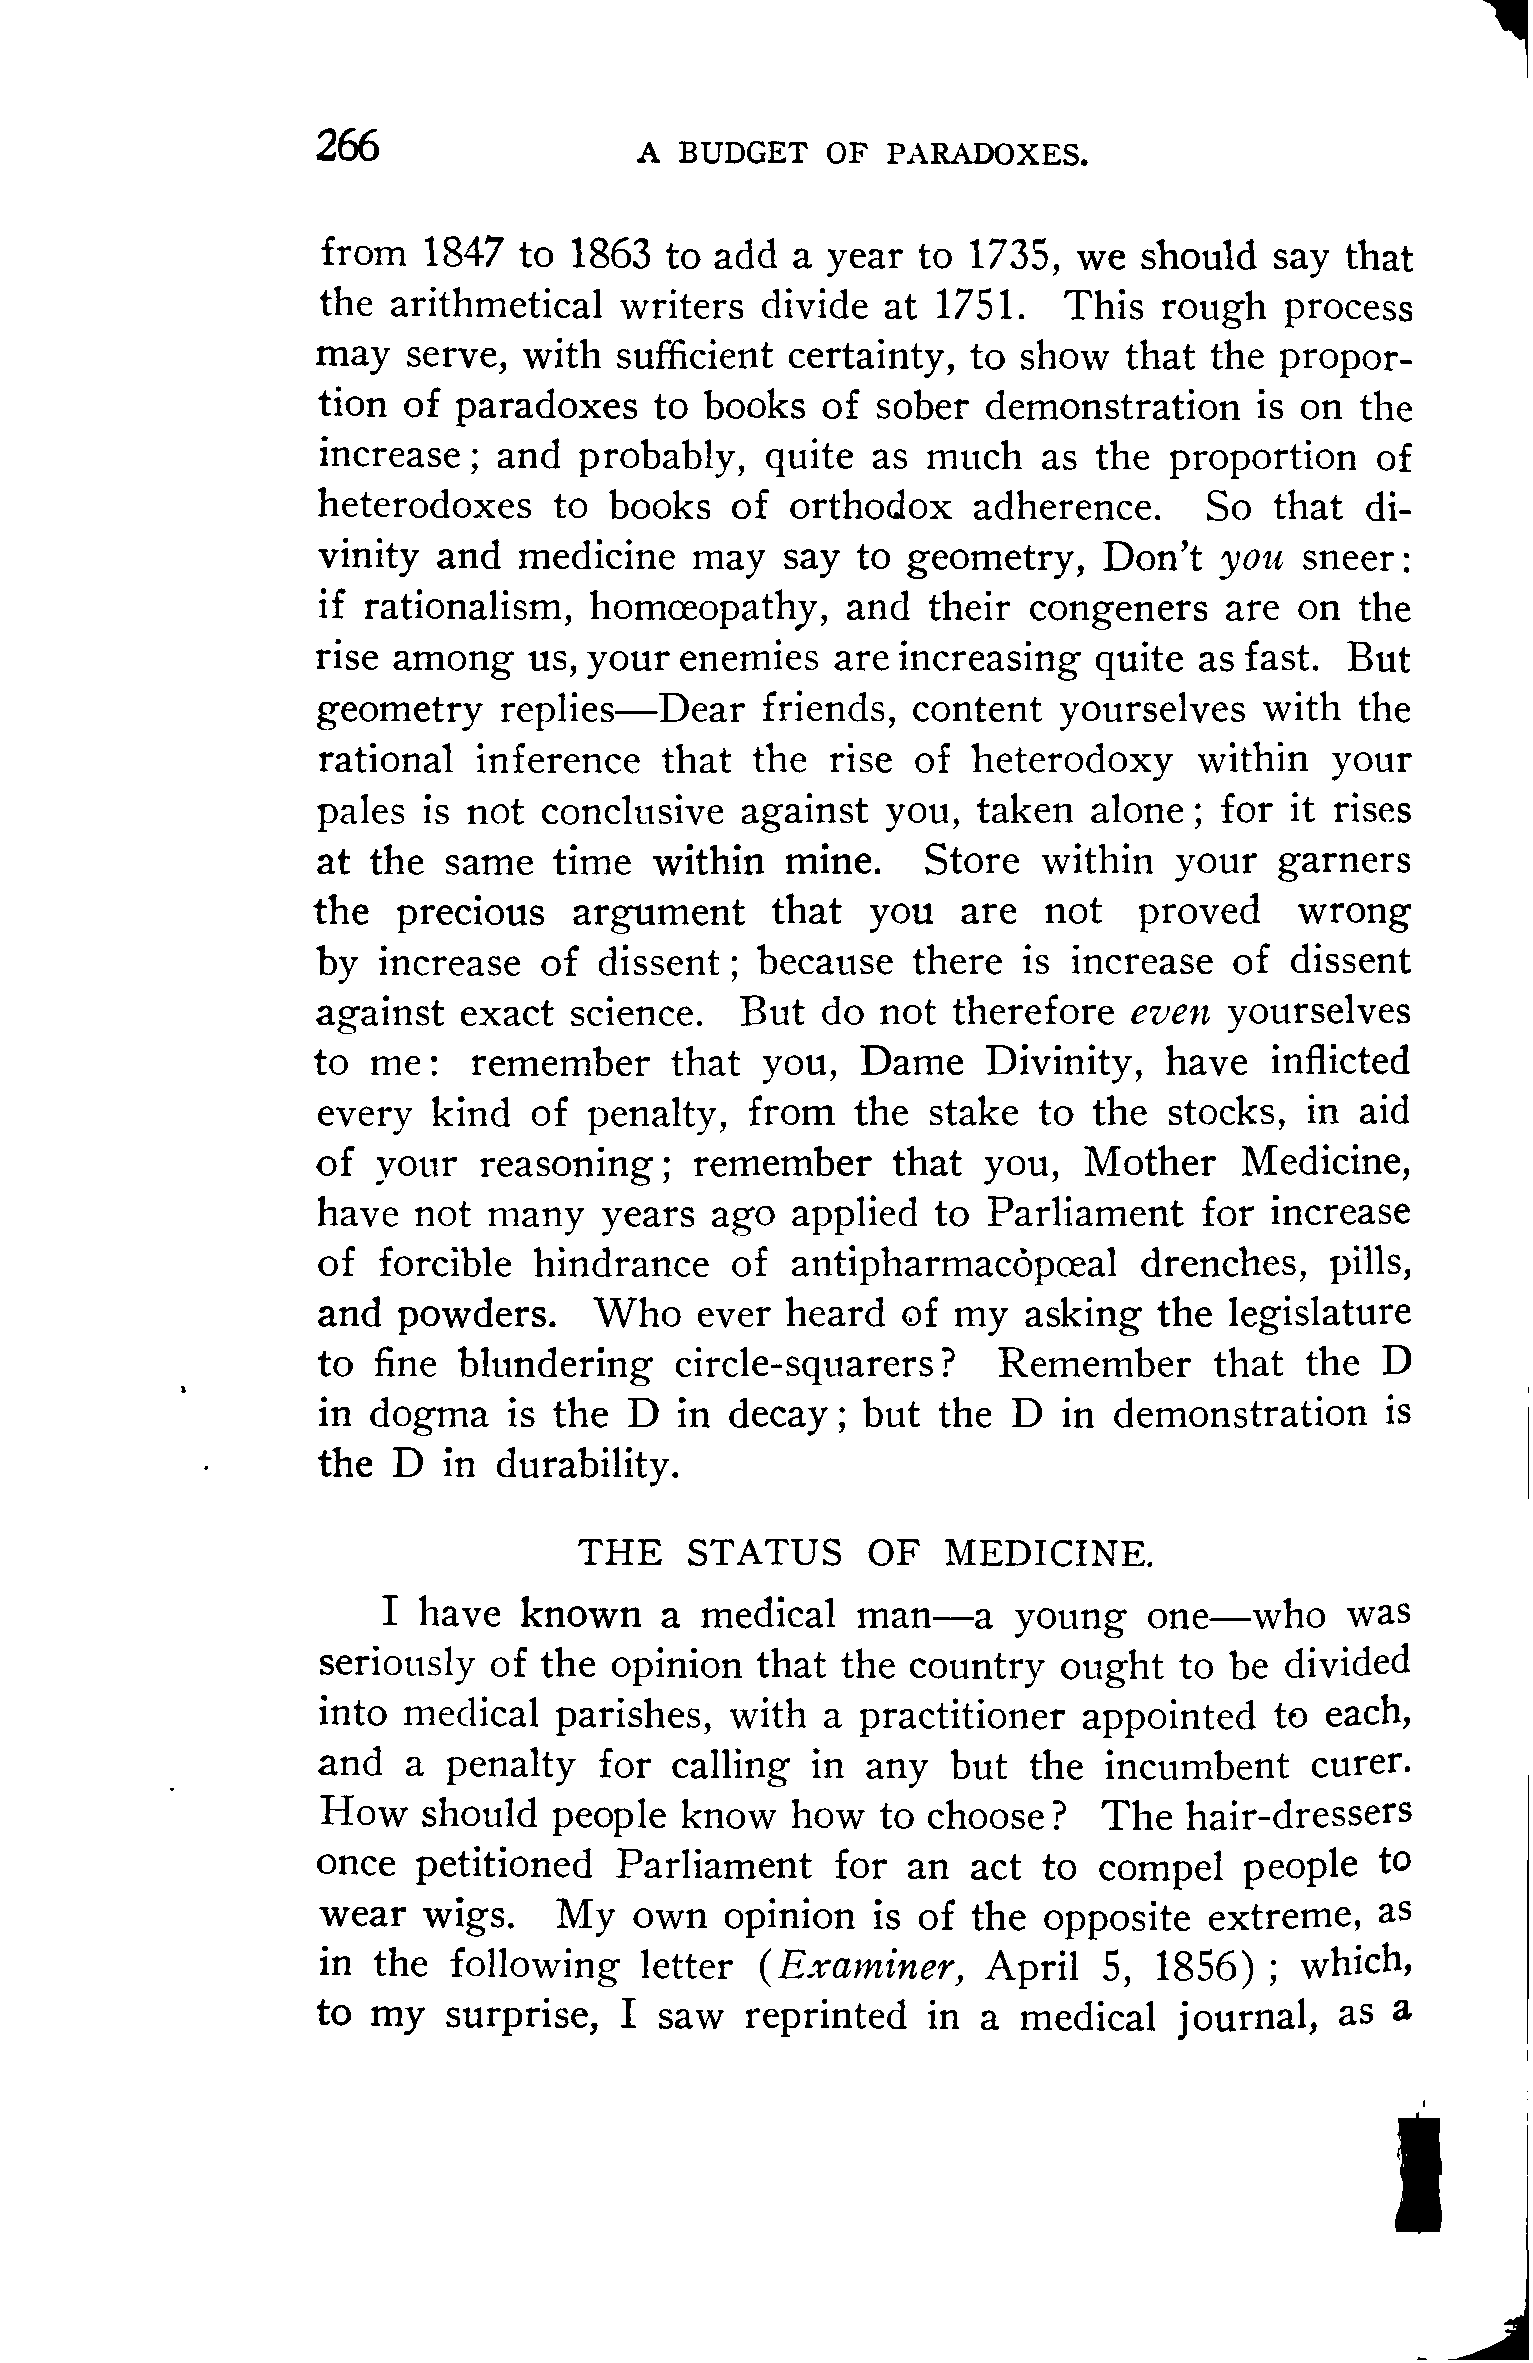 266 A BUDGET OF PARADOXES.
from 1847 to 1863 to add a year to 1735, we should say that
the arithmetical writers divide at 1751. This rough process
may serve, with sufficient certainty, to show that the propor-
tion of paradoxes to books of sober demonstration is on the
increase; and probably, quite as much as the proportion of
heterodoxes to books of orthodox adherence. So that di-
vinity and medicine may say to geometry, Don't you sneer:
if rationalism, homœopathy, and their congeners are on the
rise among us, your enemies are increasing quite as fast. But
geometry replies—Dear friends, content yourselves with the
rational inference that the rise of heterodoxy within your
pales is not conclusive against you, taken alone; for it rises
at the same time within mine. Store within your garners
the precious argument that you are not proved wrong
by increase of dissent; because there is increase of dissent
against exact science. But do not therefore even yourselves
to me: remember that you, Dame Divinity, have inflicted
every kind of penalty, from the stake to the stocks, in aid
of your reasoning; remember that you, Mother Medicine,
have not many years ago applied to Parliament for increase
of forcible hindrance of antipharmacópœal drenches, pills,
and powders. Who ever heard of my asking the legislature
to fine blundering circle-squarers? Remember that the D
in dogma is the D in decay; but the D in demonstration is
the D in durability.
THE STATUS OF MEDICINE.
I have known a medical man—a young one—who was
seriously of the opinion that the country ought to be divided
into medical parishes, with a practitioner appointed to each,
and a penalty for calling in any but the incumbent curer.
How should people know how to choose? The hair-dressers
once petitioned Parliament for an act to compel people to
wear wigs. My own opinion is of the opposite extreme, as
in the following letter (Examiner, April 5, 1856); which,
to my surprise, I saw reprinted in a medical journal, as a